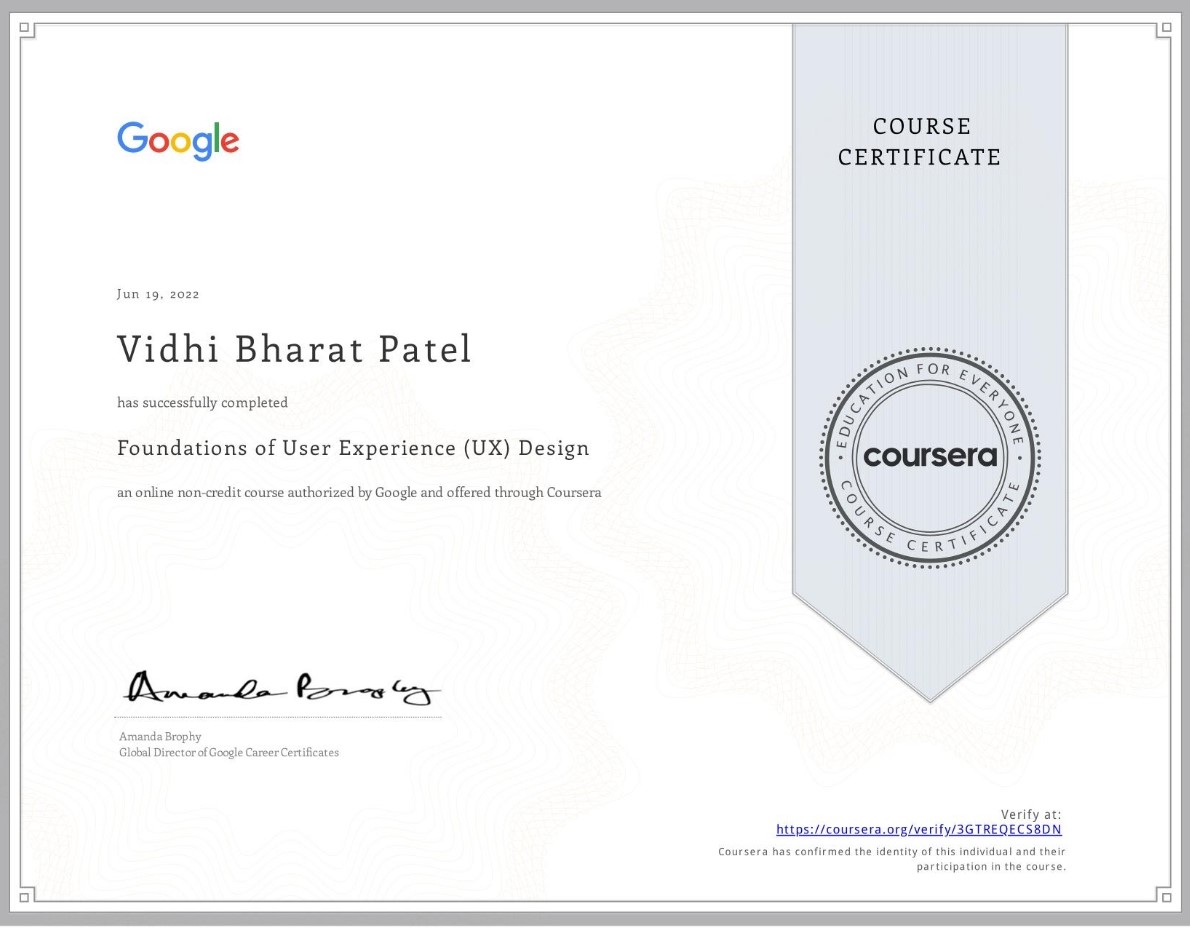 Google
COURSE
CERTIFICATE
Jun 19, 2022
Vidhi Bharat Patel
has successfully completed
Foundations of User Experience (UX) Design
an online non-credit course authorized by Google and offered through Coursera
EDUCATION FOR EVERYONE
coursera
COURSE CERTIFICATE
Amanda Brophy
Amanda Brophy
Global Director of Google Career Certificates
Verify at:
https://coursera.org/verify/3GTREQECS8DN
Coursera has confirmed the identity of this individual and their
participation in the course.